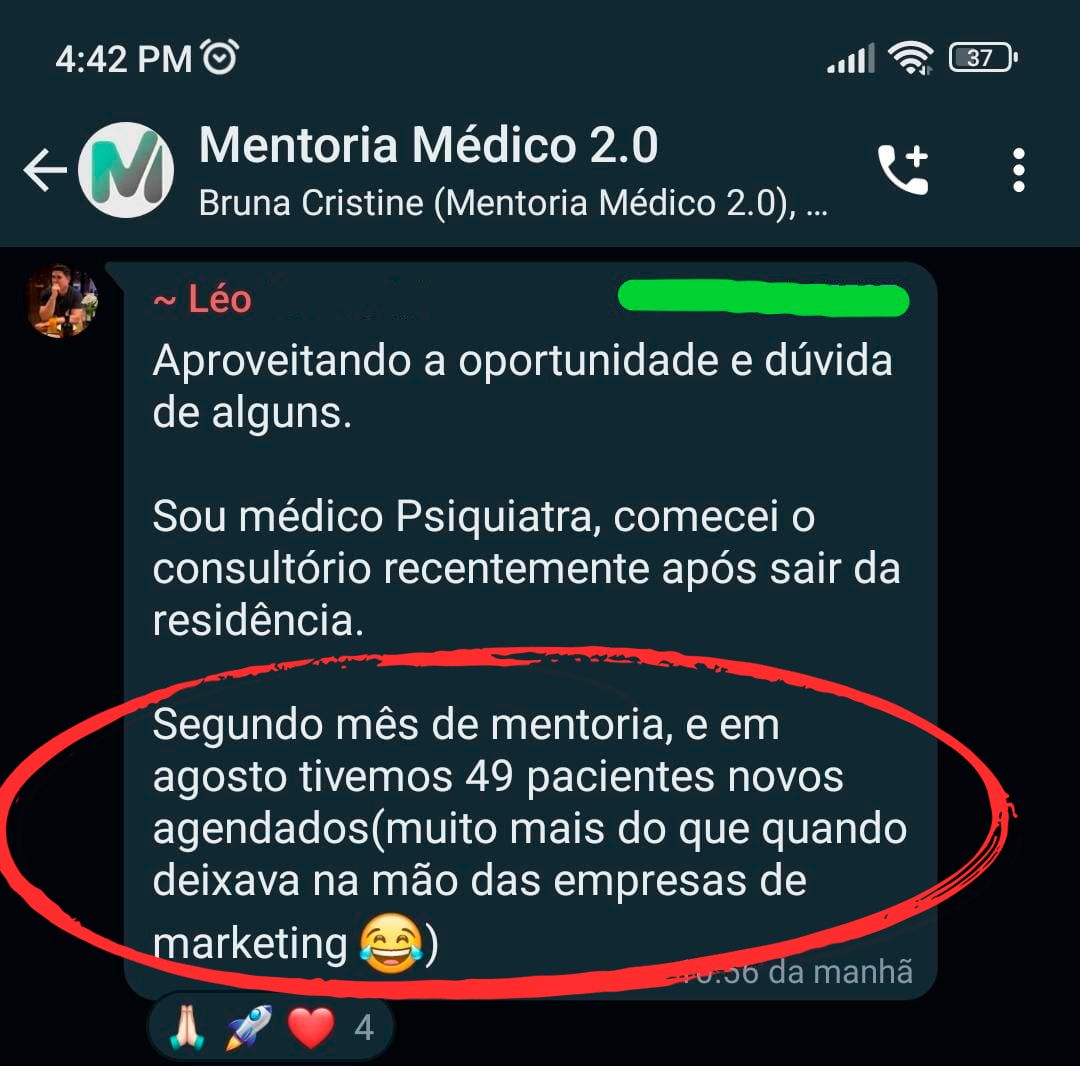 4:42 PM
37
Mentoria Médico 2.0
Bruna Cristine (Mentoria Médico 2.0), ...
~ Léo
Aproveitando a oportunidade e dúvida
de alguns.
Sou médico Psiquiatra, comecei o
consultório recentemente após sair da
residência.
Segundo mês de mentoria, e em
agosto tivemos 49 pacientes novos
agendados(muito mais do que quando
deixava na mão das empresas de
marketing 😂)
da manhã
🙏🏻 🚀 ❤️ 4